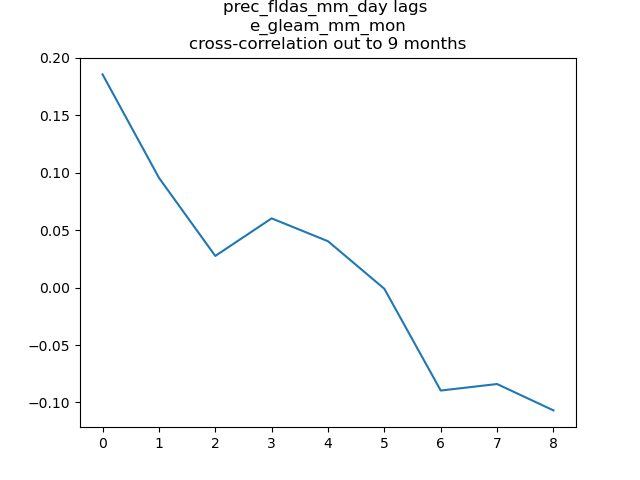 prec_fldas_mm_day lags
e_gleam_mm_mon
cross-correlation out to 9 months
0.20
0.15
0.10
0.05
0.00
−0.05
−0.10
0 1 2 3 4 5 6 7 8